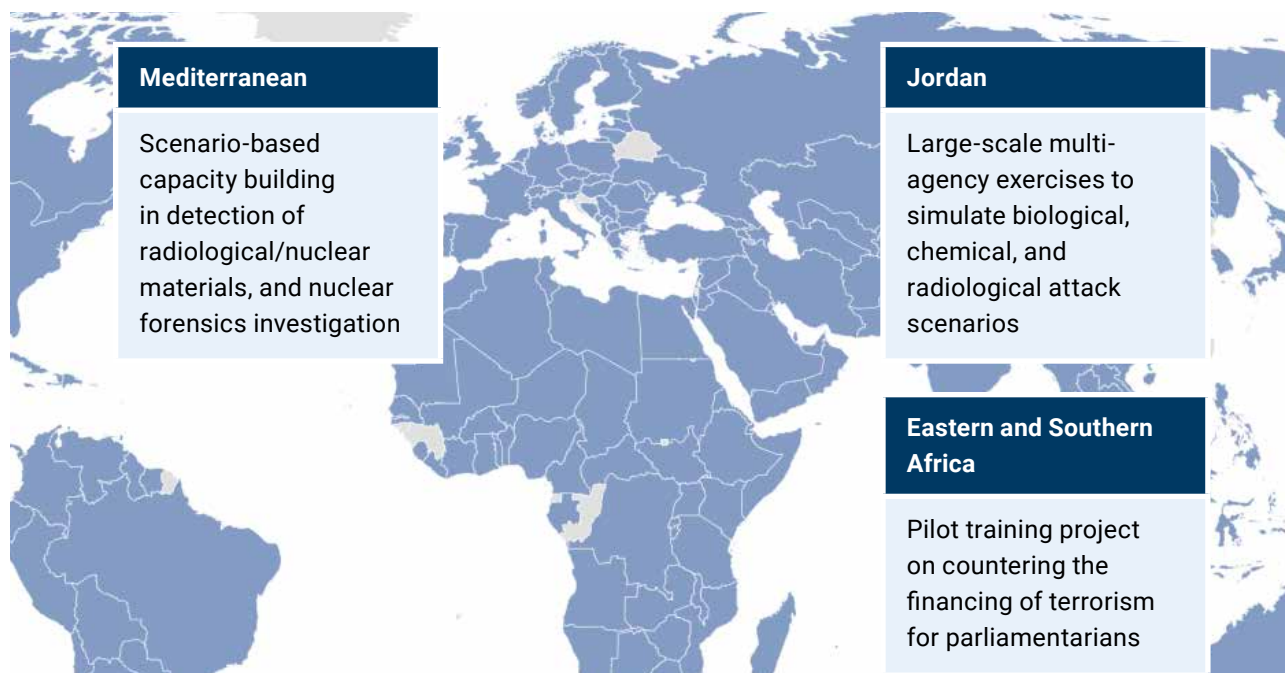 Mediterranean
Scenario-based
capacity building
in detection of
radiological/nuclear
materials, and nuclear
forensics investigation
Jordan
Large-scale multi-
agency exercises to
simulate biological,
chemical, and
radiological attack
scenarios
Eastern and Southern
Africa
Pilot training project
on countering the
financing of terrorism
for parliamentarians